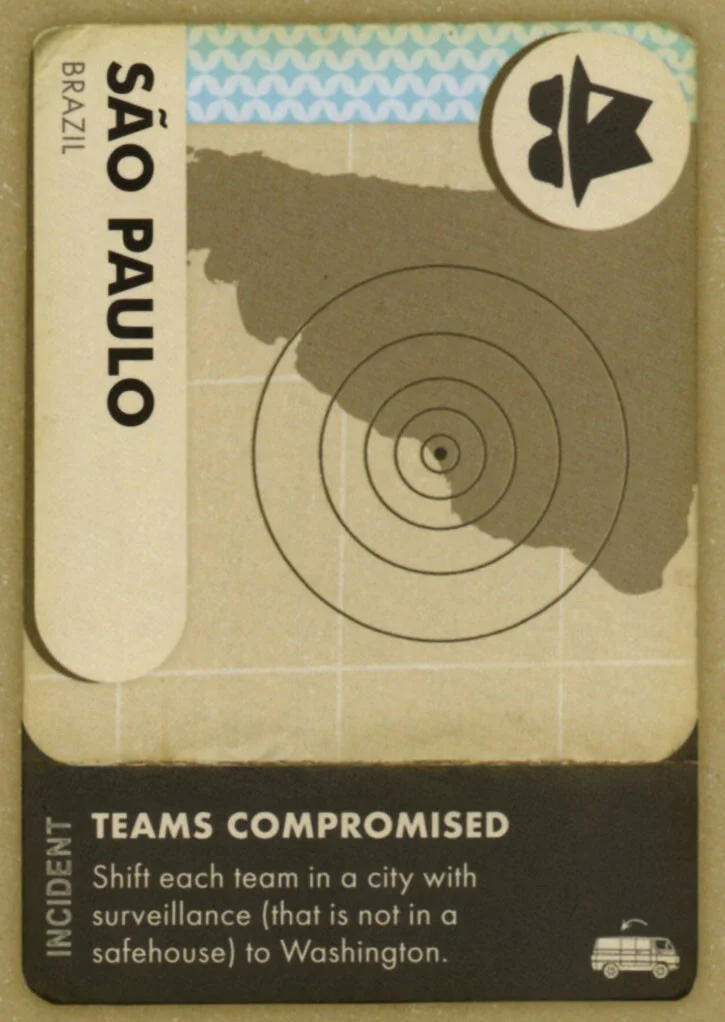 SÃO PAULO
BRAZIL
INCIDENT
TEAMS COMPROMISED
Shift each team in a city with
surveillance (that is not in a
safehouse) to Washington.